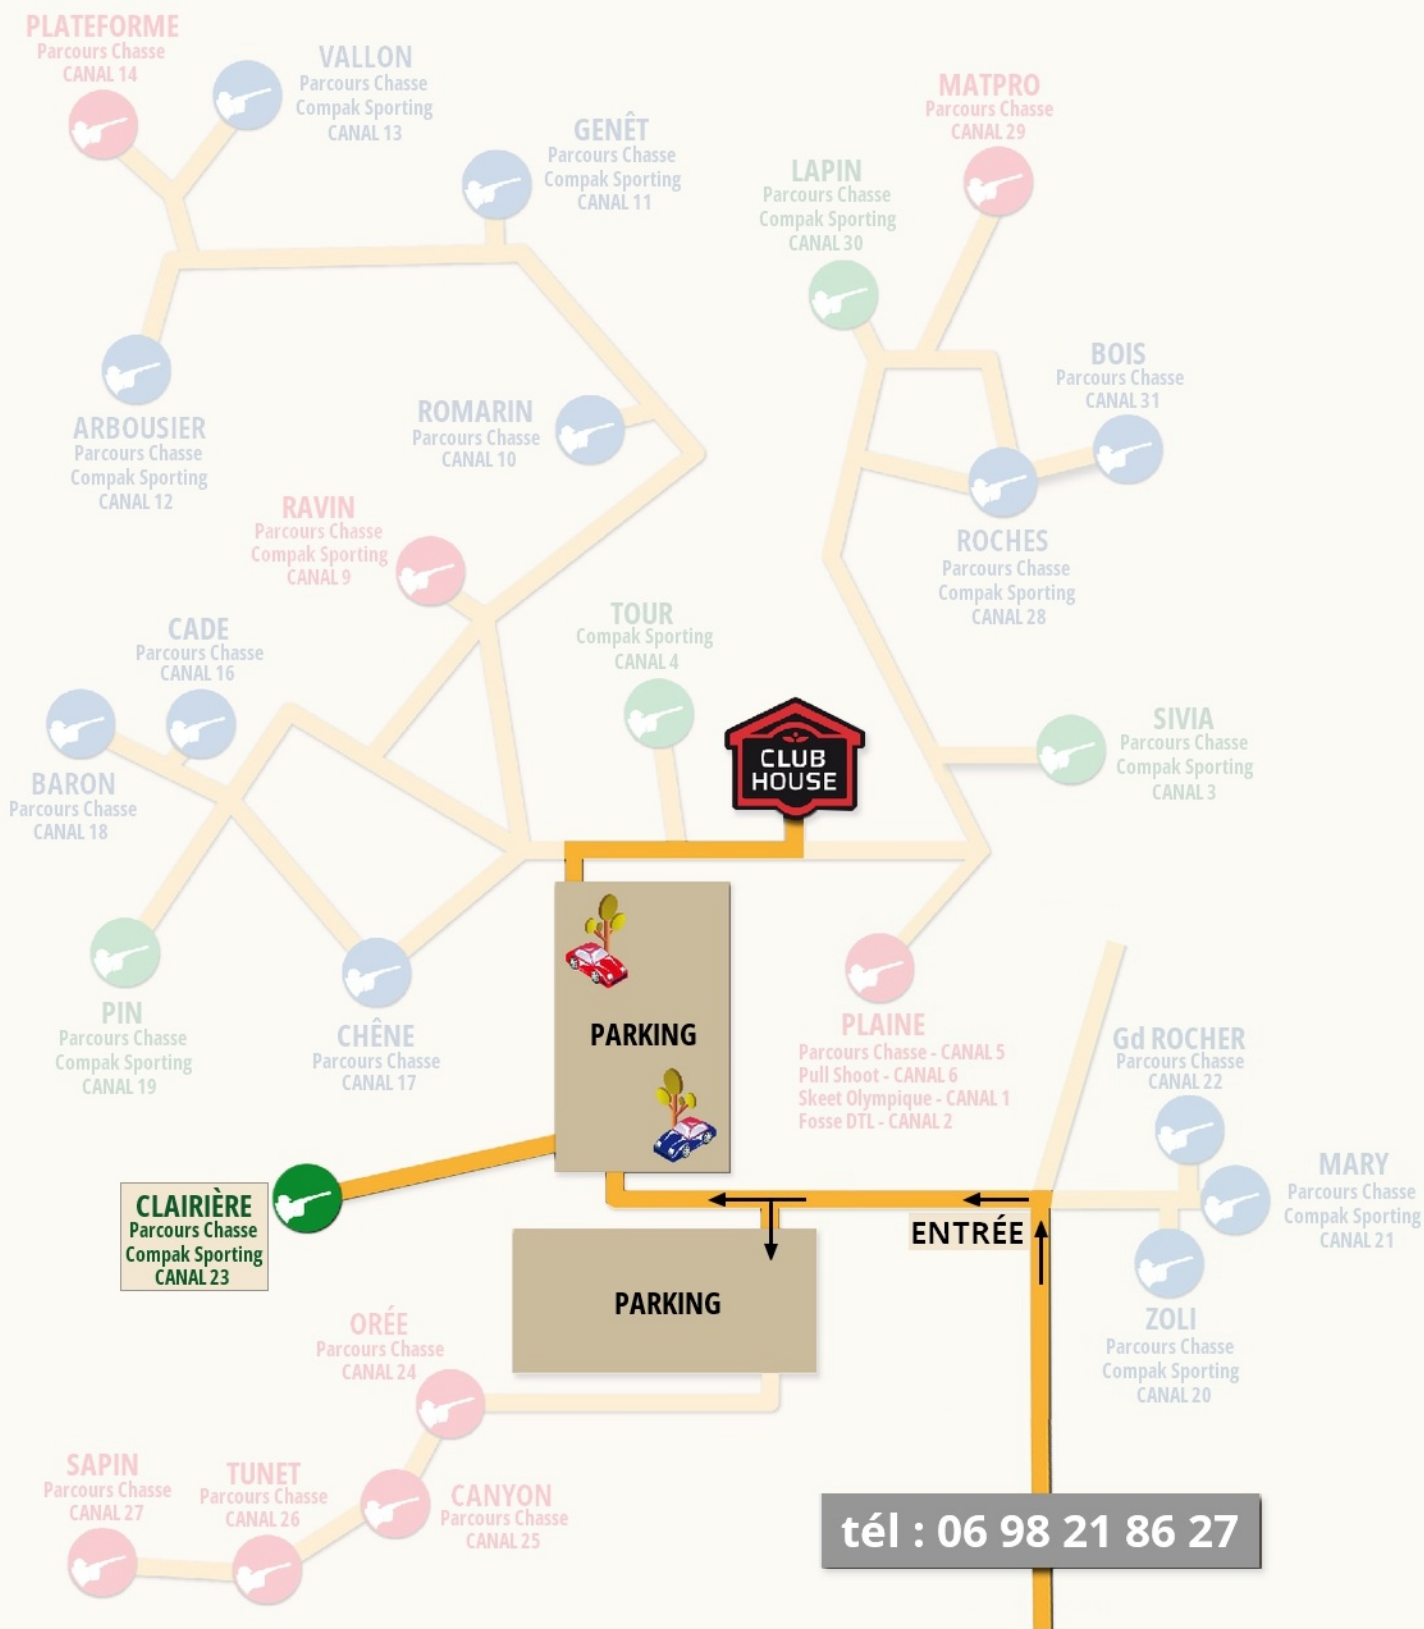 PLATEFORME
Parcours Chasse
CANAL 14
VALLON
Parcours Chasse
Compak Sporting
CANAL 13
GENÊT
Parcours Chasse
Compak Sporting
CANAL 11
MATPRO
Parcours Chasse
CANAL 29
LAPIN
Parcours Chasse
Compak Sporting
CANAL 30
BOIS
Parcours Chasse
CANAL 31
ARBOUSIER
Parcours Chasse
Compak Sporting
CANAL 12
ROMARIN
Parcours Chasse
CANAL 10
RAVIN
Parcours Chasse
Compak Sporting
CANAL 9
ROCHES
Parcours Chasse
Compak Sporting
CANAL 28
CADE
Parcours Chasse
CANAL 16
TOUR
Compak Sporting
CANAL 4
CLUB
HOUSE
SIVIA
Parcours Chasse
Compak Sporting
CANAL 3
BARON
Parcours Chasse
CANAL 18
PIN
Parcours Chasse
Compak Sporting
CANAL 19
CHÊNE
Parcours Chasse
CANAL 17
PARKING
PLAINE
Parcours Chasse - CANAL 5
Pull Shoot - CANAL 6
Skeet Olympique - CANAL 1
Fosse DTL - CANAL 2
Gd ROCHER
Parcours Chasse
CANAL 22
MARY
Parcours Chasse
Compak Sporting
CANAL 21
CLAIRIÈRE
Parcours Chasse
Compak Sporting
CANAL 23
ENTRÉE
PARKING
ZOLI
Parcours Chasse
Compak Sporting
CANAL 20
ORÉE
Parcours Chasse
CANAL 24
SAPIN
Parcours Chasse
CANAL 27
TUNET
Parcours Chasse
CANAL 26
CANYON
Parcours Chasse
CANAL 25
tél : 06 98 21 86 27